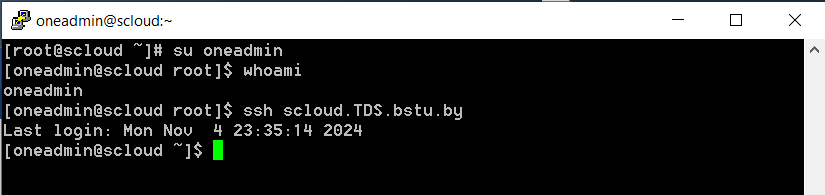 oneadmin@scloud:~
[root@scloud ~]# su oneadmin
[oneadmin@scloud root]$ whoami
oneadmin
[oneadmin@scloud root]$ ssh scloud.TDS.bstu.by
Last login: Mon Nov  4 23:35:14 2024
[oneadmin@scloud ~]$